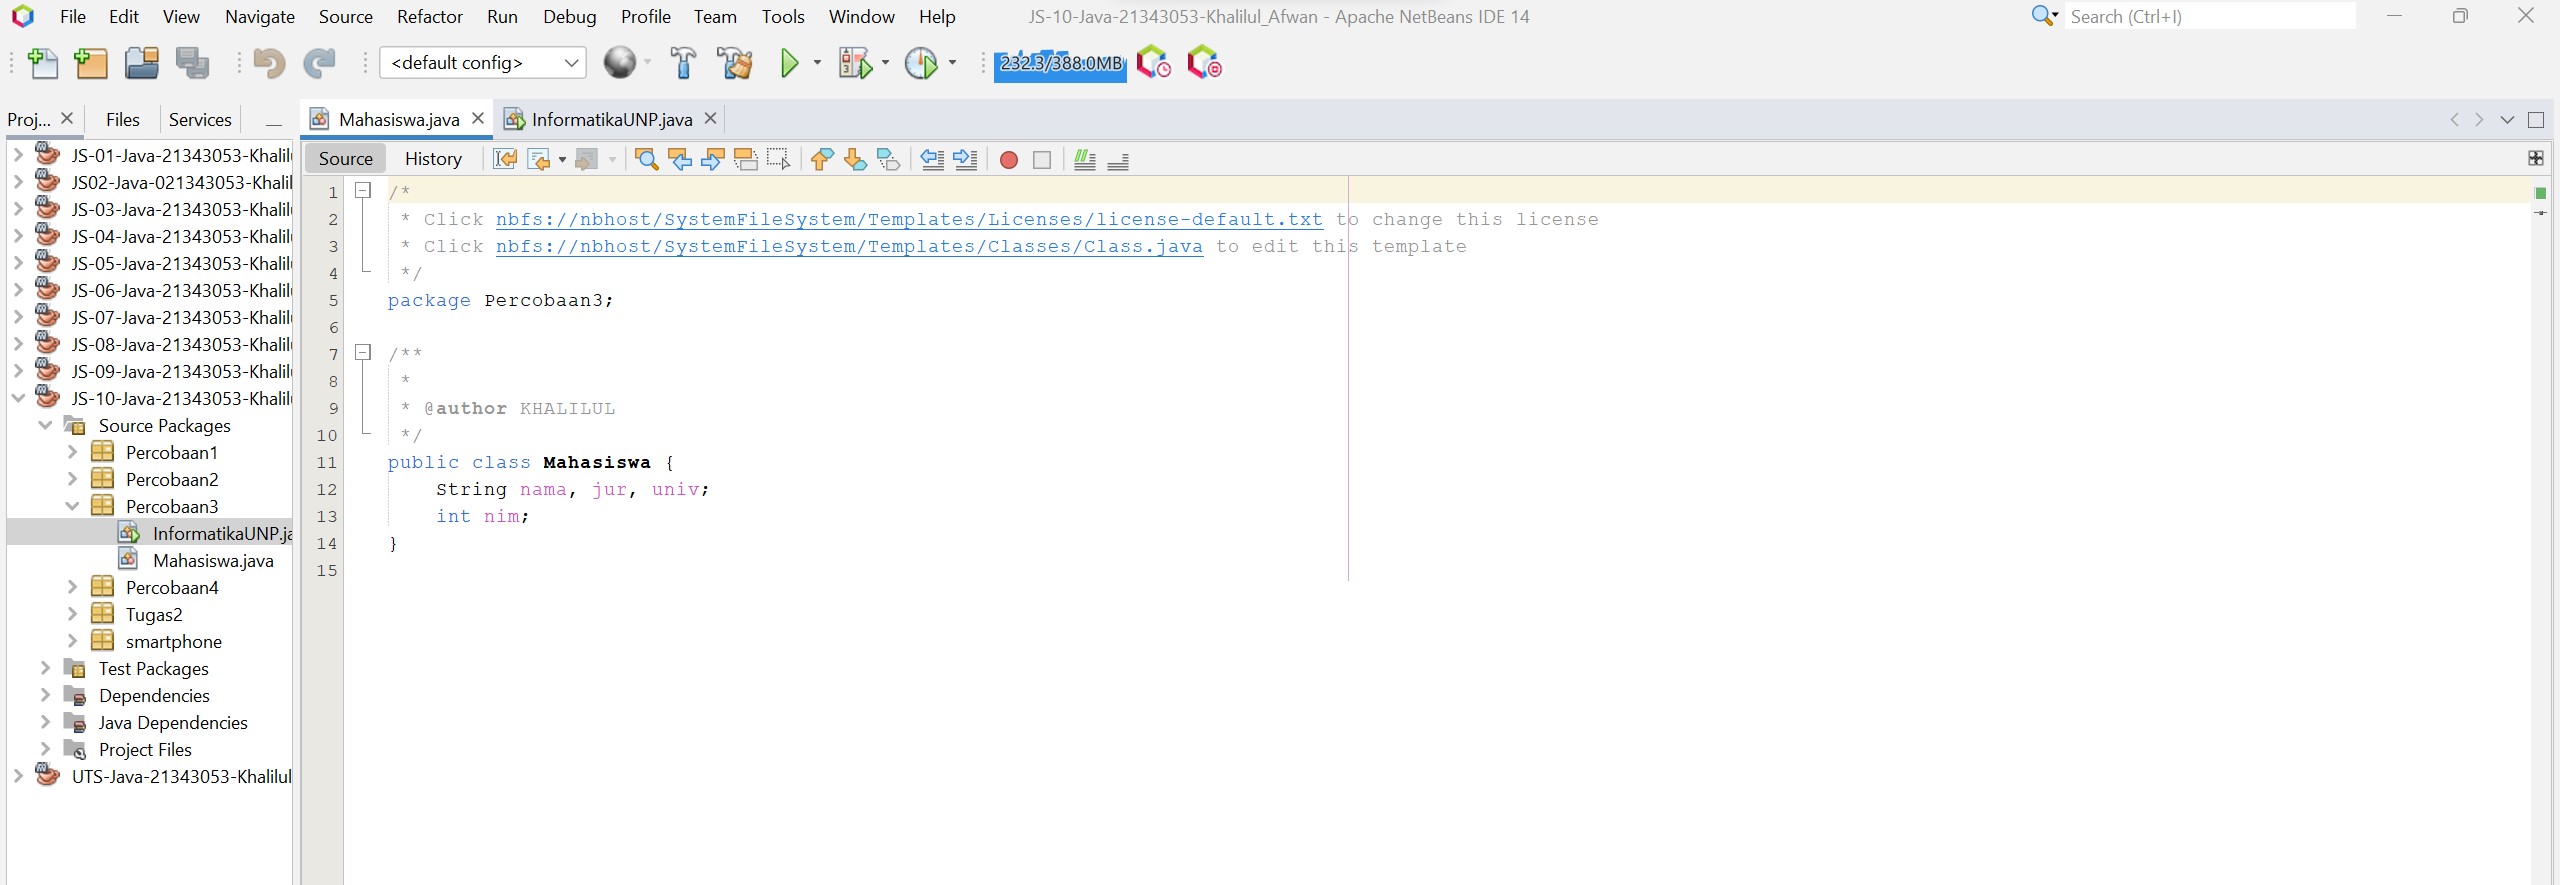 File Edit View Navigate Source Refactor Run Debug Profile Team Tools Window Help JS-10-Java-21343053-Khalilul_Afwan - Apache NetBeans IDE 14 Search (Ctrl+I)
<default config> 232.3/388.0MB
Proj... Files Services
Mahasiswa.java InformatikaUNP.java
Source History
JS-01-Java-21343053-Khalil
JS02-Java-021343053-Khalil
JS-03-Java-21343053-Khalil
JS-04-Java-21343053-Khalil
JS-05-Java-21343053-Khalil
JS-06-Java-21343053-Khalil
JS-07-Java-21343053-Khalil
JS-08-Java-21343053-Khalil
JS-09-Java-21343053-Khalil
JS-10-Java-21343053-Khalil
Source Packages
Percobaan1
Percobaan2
Percobaan3
InformatikaUNP.ja
Mahasiswa.java
Percobaan4
Tugas2
smartphone
Test Packages
Dependencies
Java Dependencies
Project Files
UTS-Java-21343053-Khalilul
1 /*
2 * Click nbfs://nbhost/SystemFileSystem/Templates/Licenses/license-default.txt to change this license
3 * Click nbfs://nbhost/SystemFileSystem/Templates/Classes/Class.java to edit this template
4 */
5 package Percobaan3;
6
7 /**
8 *
9 * @author KHALILUL
10 */
11 public class Mahasiswa {
12 String nama, jur, univ;
13 int nim;
14 }
15